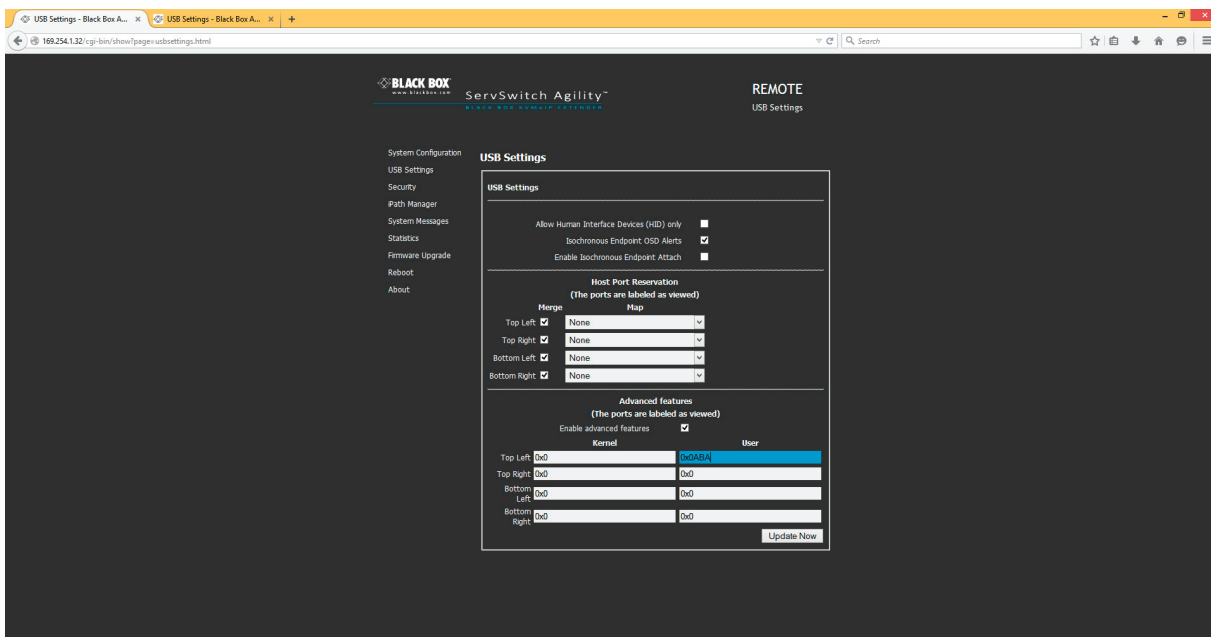 USB Settings - Black Box A... × USB Settings - Black Box A... × +
169.254.1.32/cgi-bin/show?page=usbsettings.html Search
BLACK BOX
www.blackbox.com
ServSwitch Agility™
BLACK BOX KVMoIP EXTENDER
REMOTE
USB Settings
System Configuration
USB Settings
Security
iPath Manager
System Messages
Statistics
Firmware Upgrade
Reboot
About
USB Settings
USB Settings
Allow Human Interface Devices (HID) only
Isochronous Endpoint OSD Alerts
Enable Isochronous Endpoint Attach
Host Port Reservation
(The ports are labeled as viewed)
Merge Map
Top Left None
Top Right None
Bottom Left None
Bottom Right None
Advanced features
(The ports are labeled as viewed)
Enable advanced features
Kernel User
Top Left 0x0 0x0ABA
Top Right 0x0 0x0
Bottom
Left 0x0 0x0
Bottom
Right 0x0 0x0
Update Now